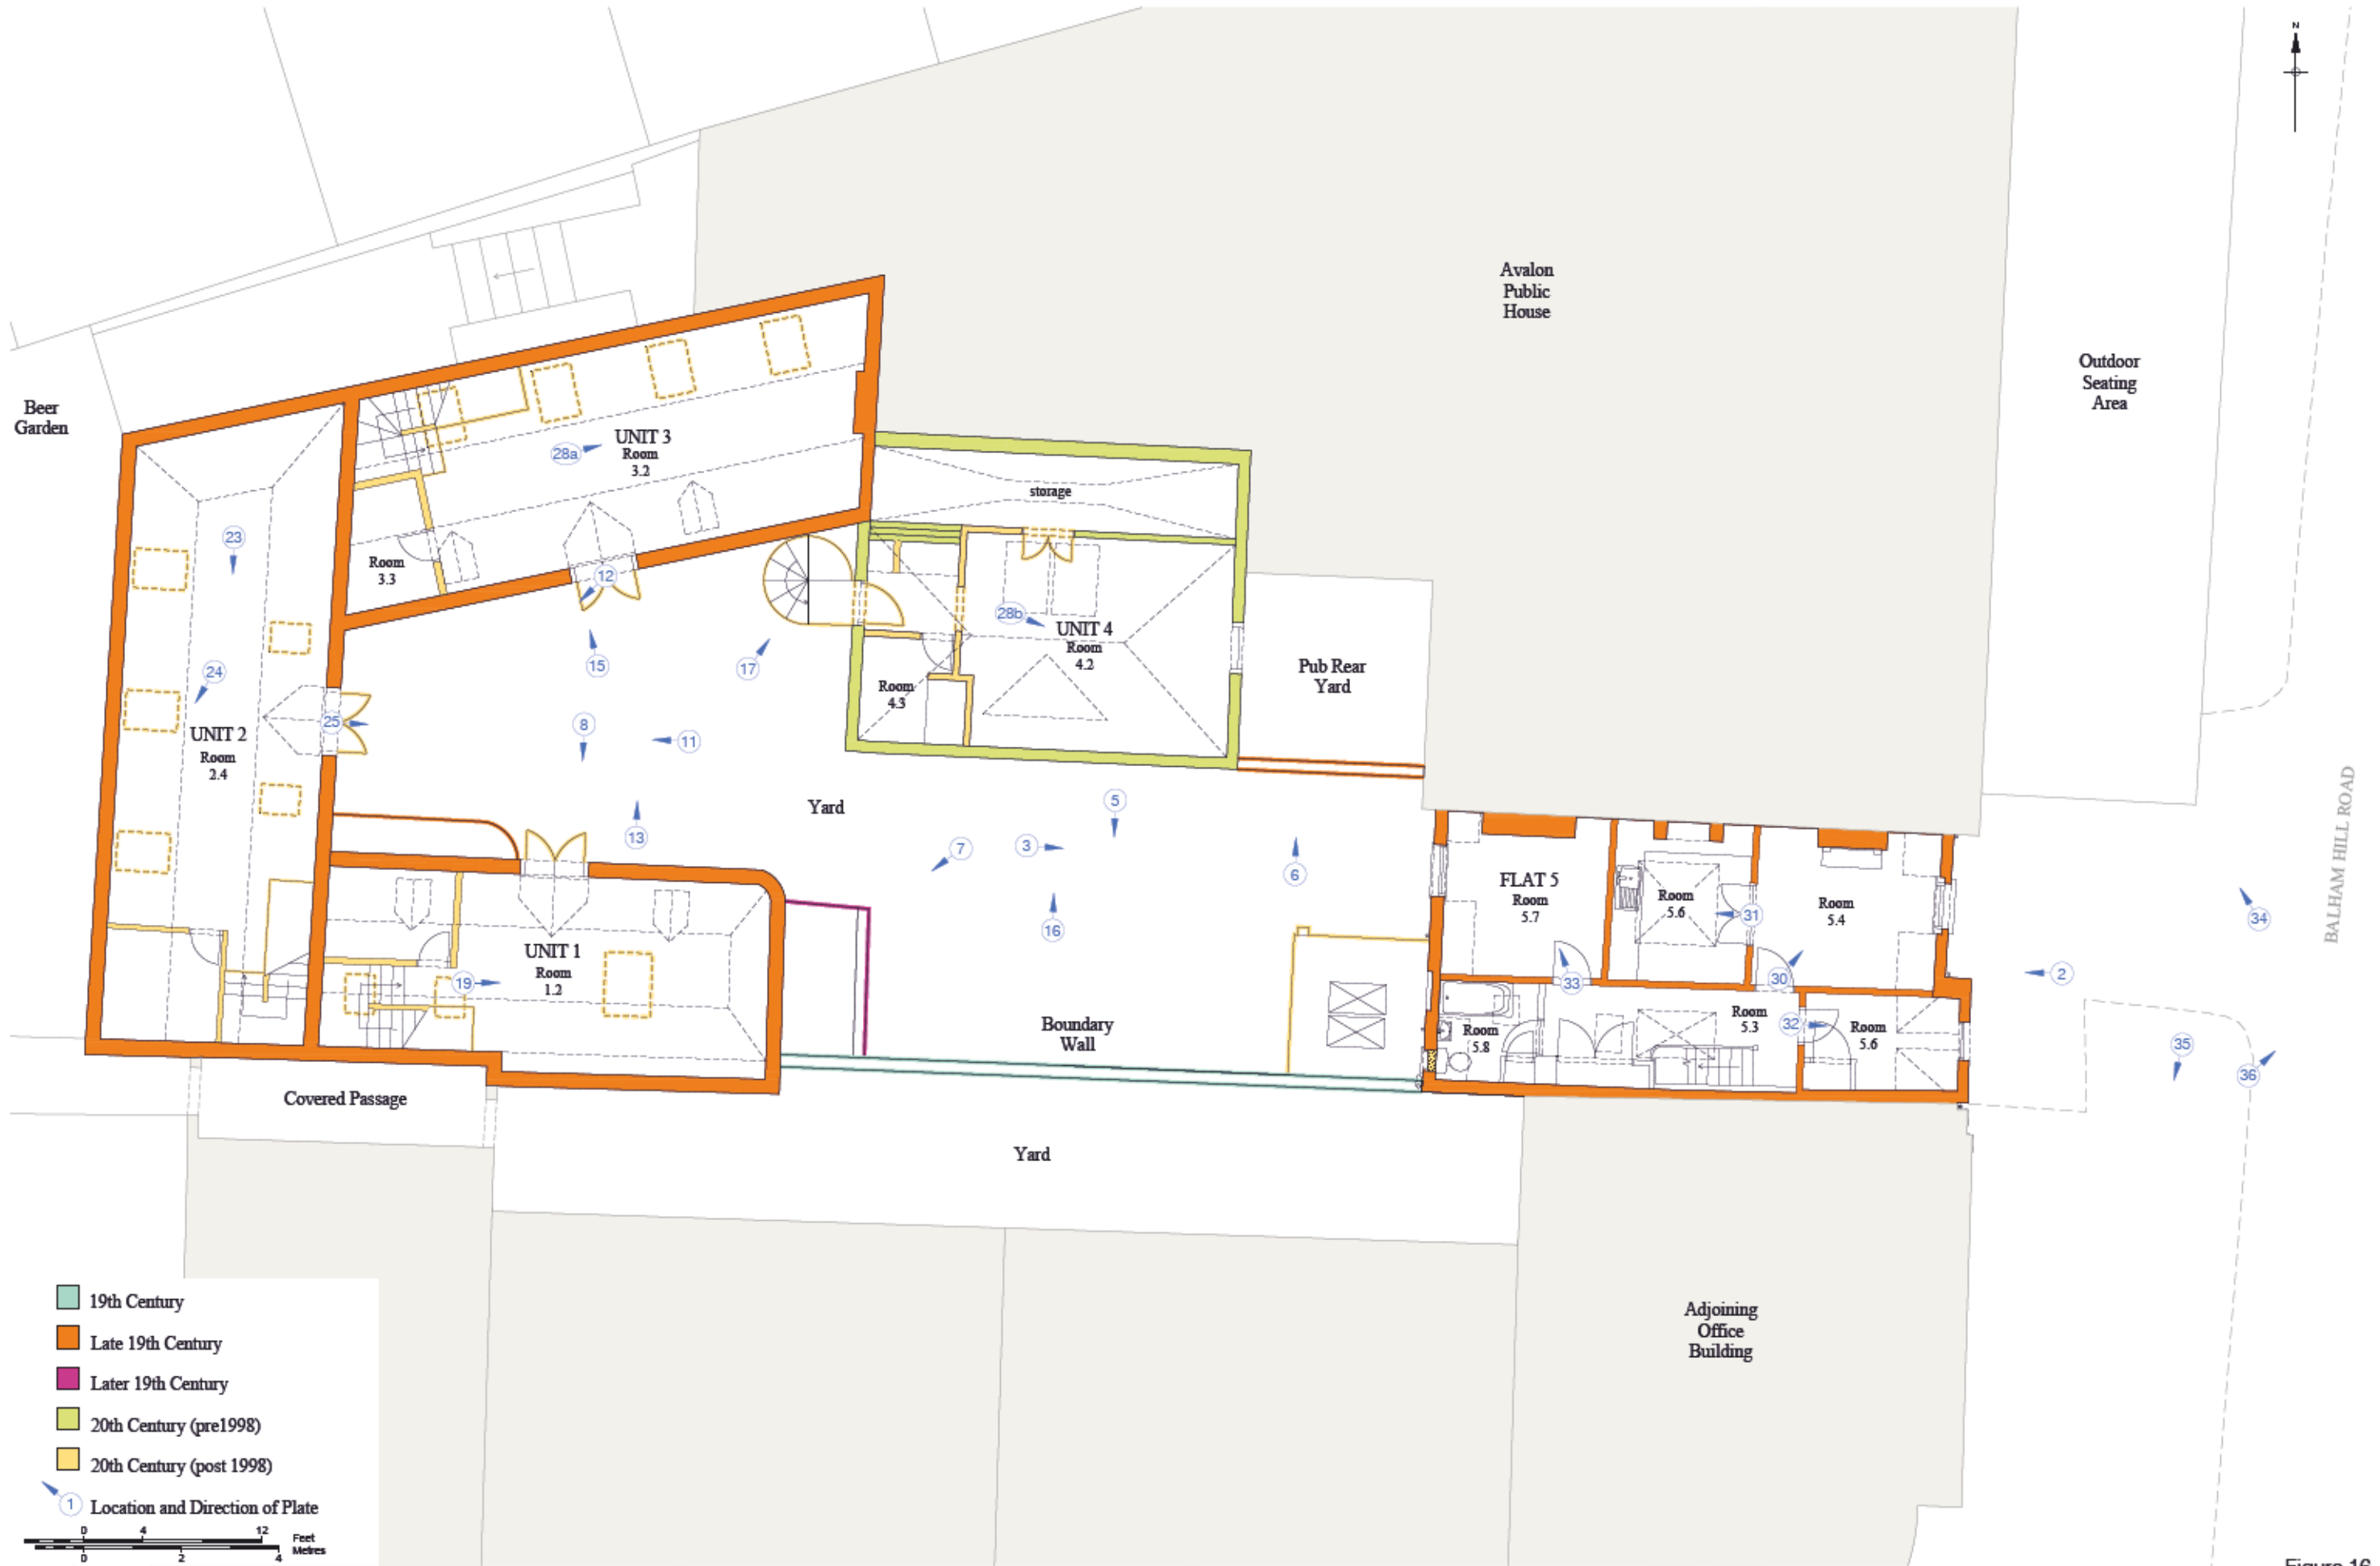 N
Avalon
Public
House
Outdoor
Seating
Area
Beer
Garden
UNIT 3
Room
3.2
28a
storage
23
Room
3.3
12
28b
UNIT 4
Room
4.2
15
17
24
Room
4.3
Pub Rear
Yard
25
8
11
UNIT 2
Room
2.4
Yard
5
13
3
7
6
BALHAM HILL ROAD
FLAT 5
Room
5.7
Room
5.6
31
Room
5.4
34
16
UNIT 1
Room
1.2
19
33
30
2
Boundary
Wall
Room
5.8
Room
5.3
32
Room
5.6
35
36
Covered Passage
Yard
19th Century
Late 19th Century
Later 19th Century
20th Century (pre1998)
20th Century (post 1998)
1 Location and Direction of Plate
0 4 12 Feet
Metres
0 2 4
Adjoining
Office
Building
Figure 16